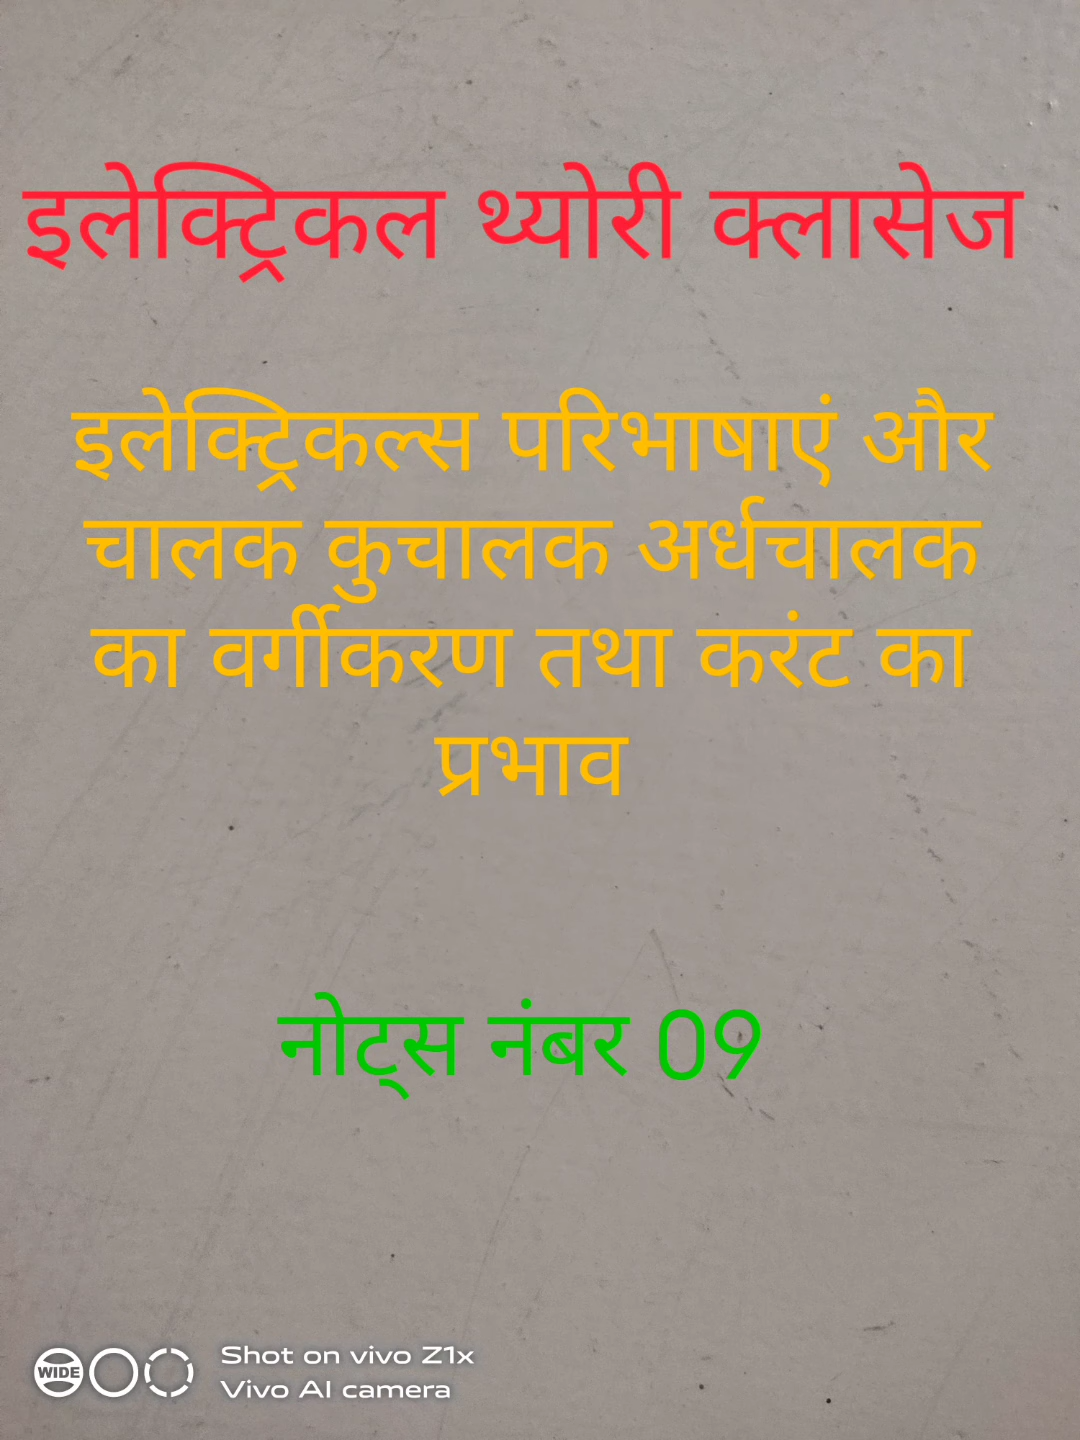 इलेक्ट्रिकल थ्योरी क्लासेज
इलेक्ट्रिकल्स परिभाषाएं और
चालक कुचालक अर्धचालक
का वर्गीकरण तथा करंट का
प्रभाव
नोट्स नंबर 09
WIDE
Shot on vivo Z1x
Vivo AI camera